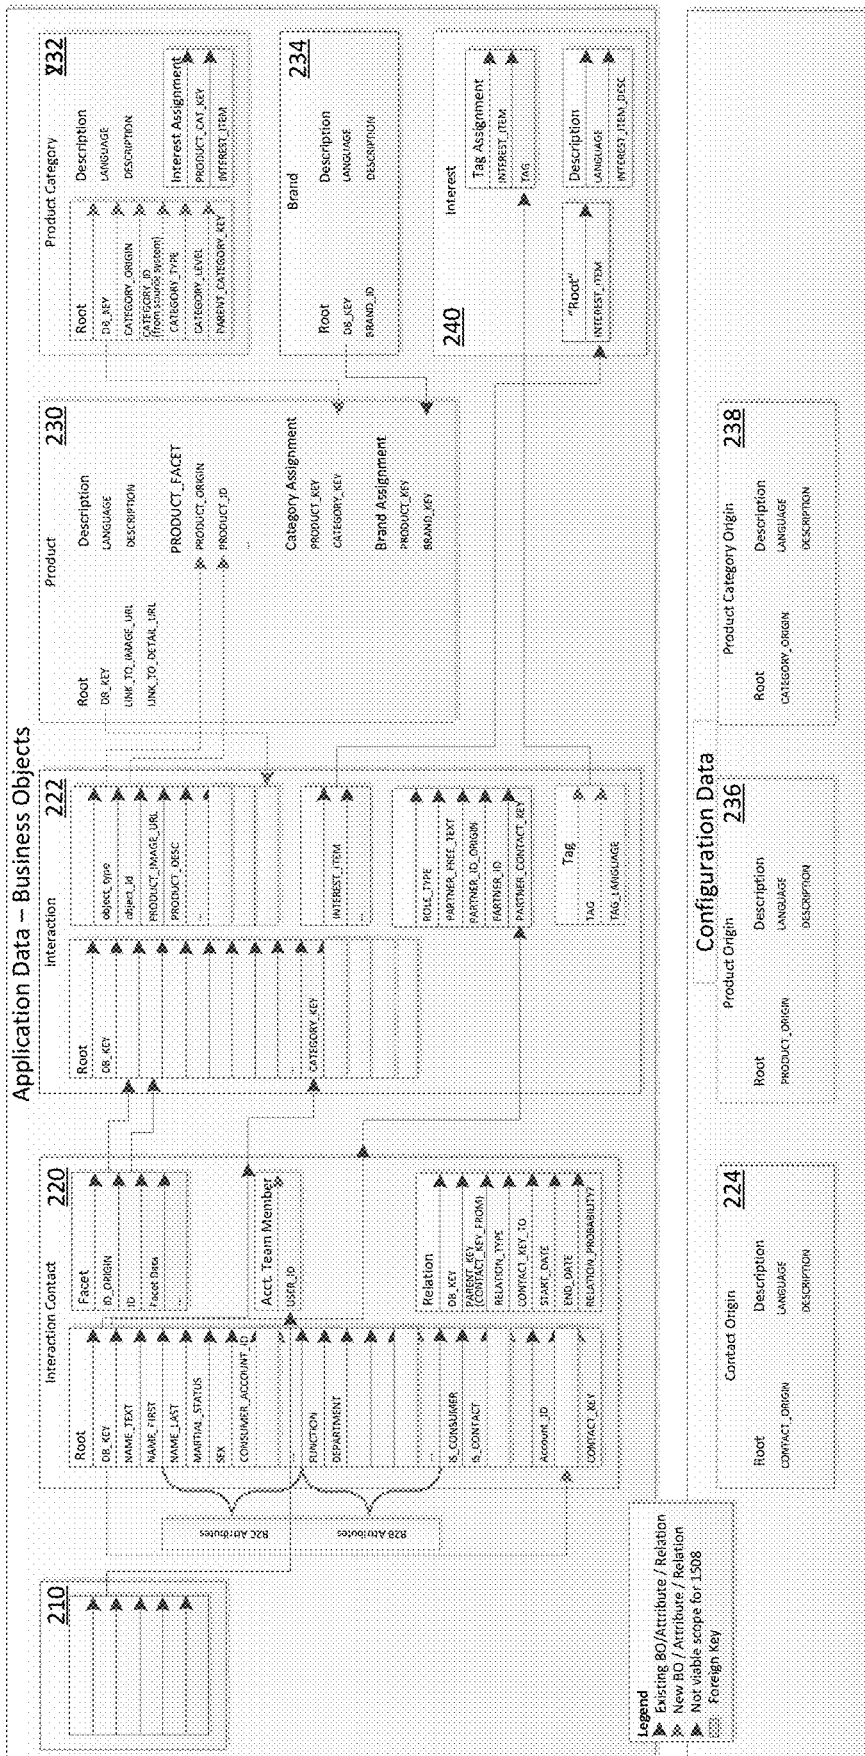 Application Data – Business Objects
210
B2C Attributes
B2B Attributes
Interaction Contact
220
Root
DB_KEY
NAME_TEXT
NAME_FIRST
NAME_LAST
MARTIAL_STATUS
SEX
CONSUMER_ACCOUNT_ID
FUNCTION
DEPARTMENT
...
IS_CONSUMER
IS_CONTACT
Account_ID
CONTACT_KEY
Facet
ID_ORIGIN
ID
Facet Data
...
Acct. Team Member
USER_ID
Relation
DB_KEY
PARENT_KEY
(CONTACT_KEY_FROM)
RELATION_TYPE
CONTACT_KEY_TO
START_DATE
END_DATE
RELATION_PROBABILITY?
Interaction
222
Root
DB_KEY
CATEGORY_KEY
object_type
object_id
PRODUCT_IMAGE_URL
PRODUCT_DESC
...
INTEREST_ITEM
ROLE_TYPE
PARTNER_FREE_TEXT
PARTNER_ID_ORIGIN
PARTNER_ID
PARTNER_CONTACT_KEY
Tag
TAG
TAG_LANGUAGE
Product
230
Root
DB_KEY
LINK_TO_IMAGE_URL
LINK_TO_DETAIL_URL
Description
LANGUAGE
DESCRIPTION
PRODUCT_FACET
PRODUCT_ORIGIN
PRODUCT_ID
...
Category Assignment
PRODUCT_KEY
CATEGORY_KEY
Brand Assignment
PRODUCT_KEY
BRAND_KEY
Product Category
232
Root
DB_KEY
CATEGORY_ORIGIN
CATEGORY_ID
(from source system)
CATEGORY_TYPE
CATEGORY_LEVEL
PARENT_CATEGORY_KEY
Description
LANGUAGE
DESCRIPTION
Interest Assignment
PRODUCT_CAT_KEY
INTEREST_ITEM
Brand
234
Root
DB_KEY
BRAND_ID
Description
LANGUAGE
DESCRIPTION
Interest
240
"Root"
INTEREST_ITEM
Tag Assignment
INTEREST_ITEM
TAG
Description
LANGUAGE
INTEREST_ITEM_DESC
Configuration Data
Contact Origin
224
Root
CONTACT_ORIGIN
Description
LANGUAGE
DESCRIPTION
Product Origin
236
Root
PRODUCT_ORIGIN
Description
LANGUAGE
DESCRIPTION
Product Category Origin
238
Root
CATEGORY_ORIGIN
Description
LANGUAGE
DESCRIPTION
Legend
Existing BO/Attribute / Relation
New BO / Attribute / Relation
Not viable scope for 1508
Foreign Key